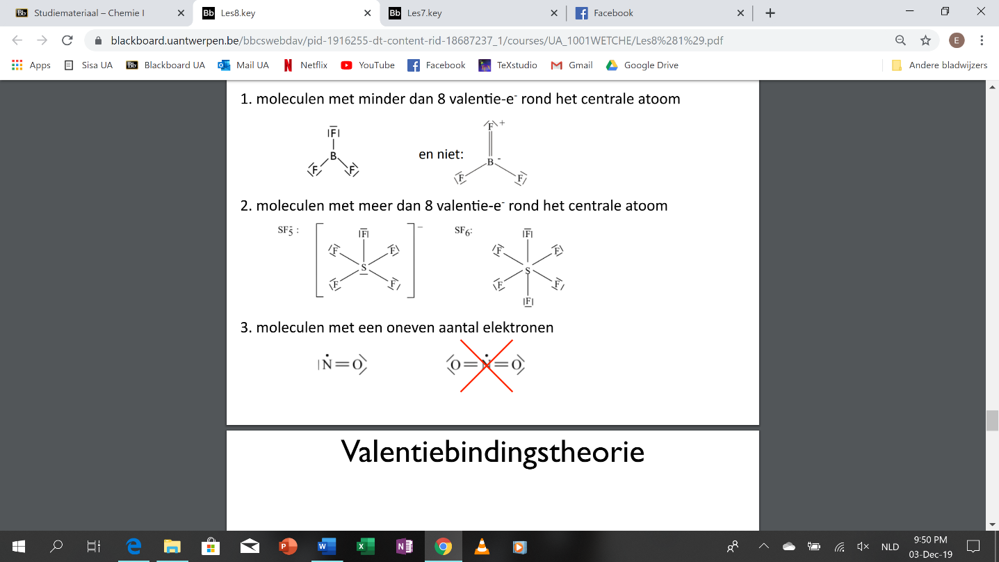 Studiemateriaal – Chemie I
Les8.key
Les7.key
Facebook
blackboard.uantwerpen.be/bbcswebdav/pid-1916255-dt-content-rid-18687237_1/courses/UA_1001WETCHE/Les8%281%29.pdf
E
Apps Sisa UA Blackboard UA Mail UA Netflix YouTube Facebook TeXstudio Gmail Google Drive Andere bladwijzers
1. moleculen met minder dan 8 valentie-e⁻ rond het centrale atoom
|F|
B
F F
en niet:
F +
B -
F F
2. moleculen met meer dan 8 valentie-e⁻ rond het centrale atoom
SF₅⁻ :
|F|
F F
S
F F
−
SF₆:
|F|
F F
S
F F
|F|
3. moleculen met een oneven aantal elektronen
|N=O
O=N=O
Valentiebindingstheorie
NLD
9:50 PM
03-Dec-19